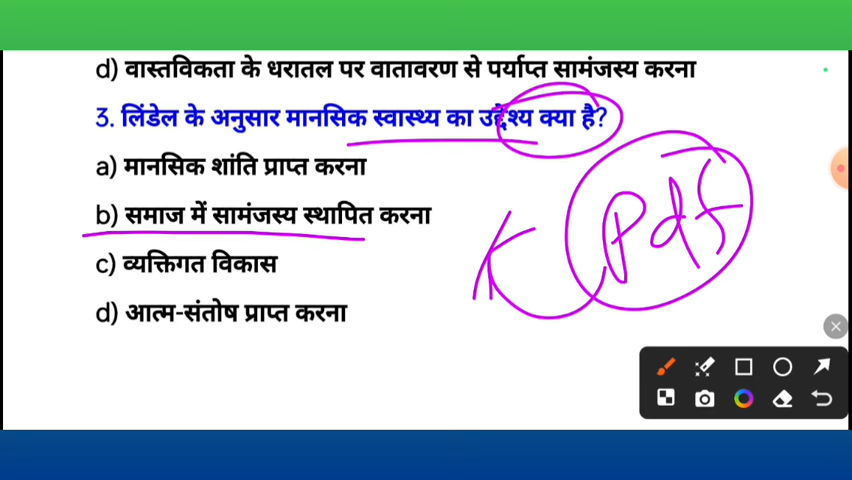 d) वास्तविकता के धरातल पर वातावरण से पर्याप्त सामंजस्य करना
3. लिंडेल के अनुसार मानसिक स्वास्थ्य का उद्देश्य क्या है?
a) मानसिक शांति प्राप्त करना
b) समाज में सामंजस्य स्थापित करना
Pdf
c) व्यक्तिगत विकास
d) आत्म-संतोष प्राप्त करना